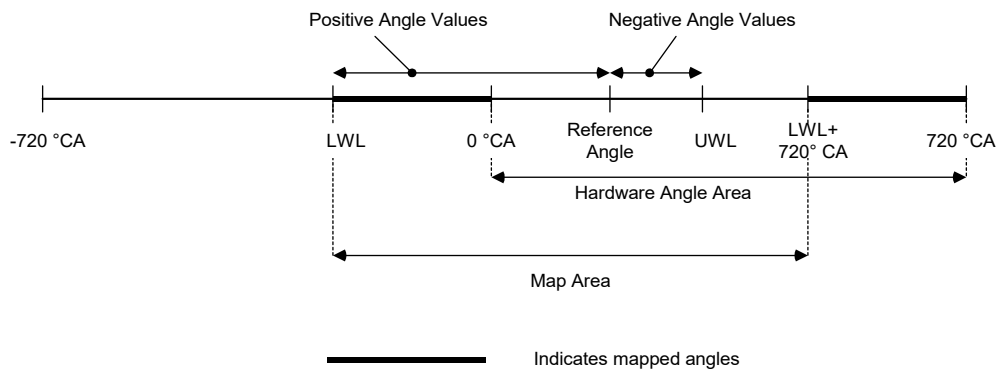 Positive Angle Values
Negative Angle Values
-720 °CA
LWL
0 °CA
Reference
Angle
UWL
LWL+
720° CA
720 °CA
Hardware Angle Area
Map Area
Indicates mapped angles